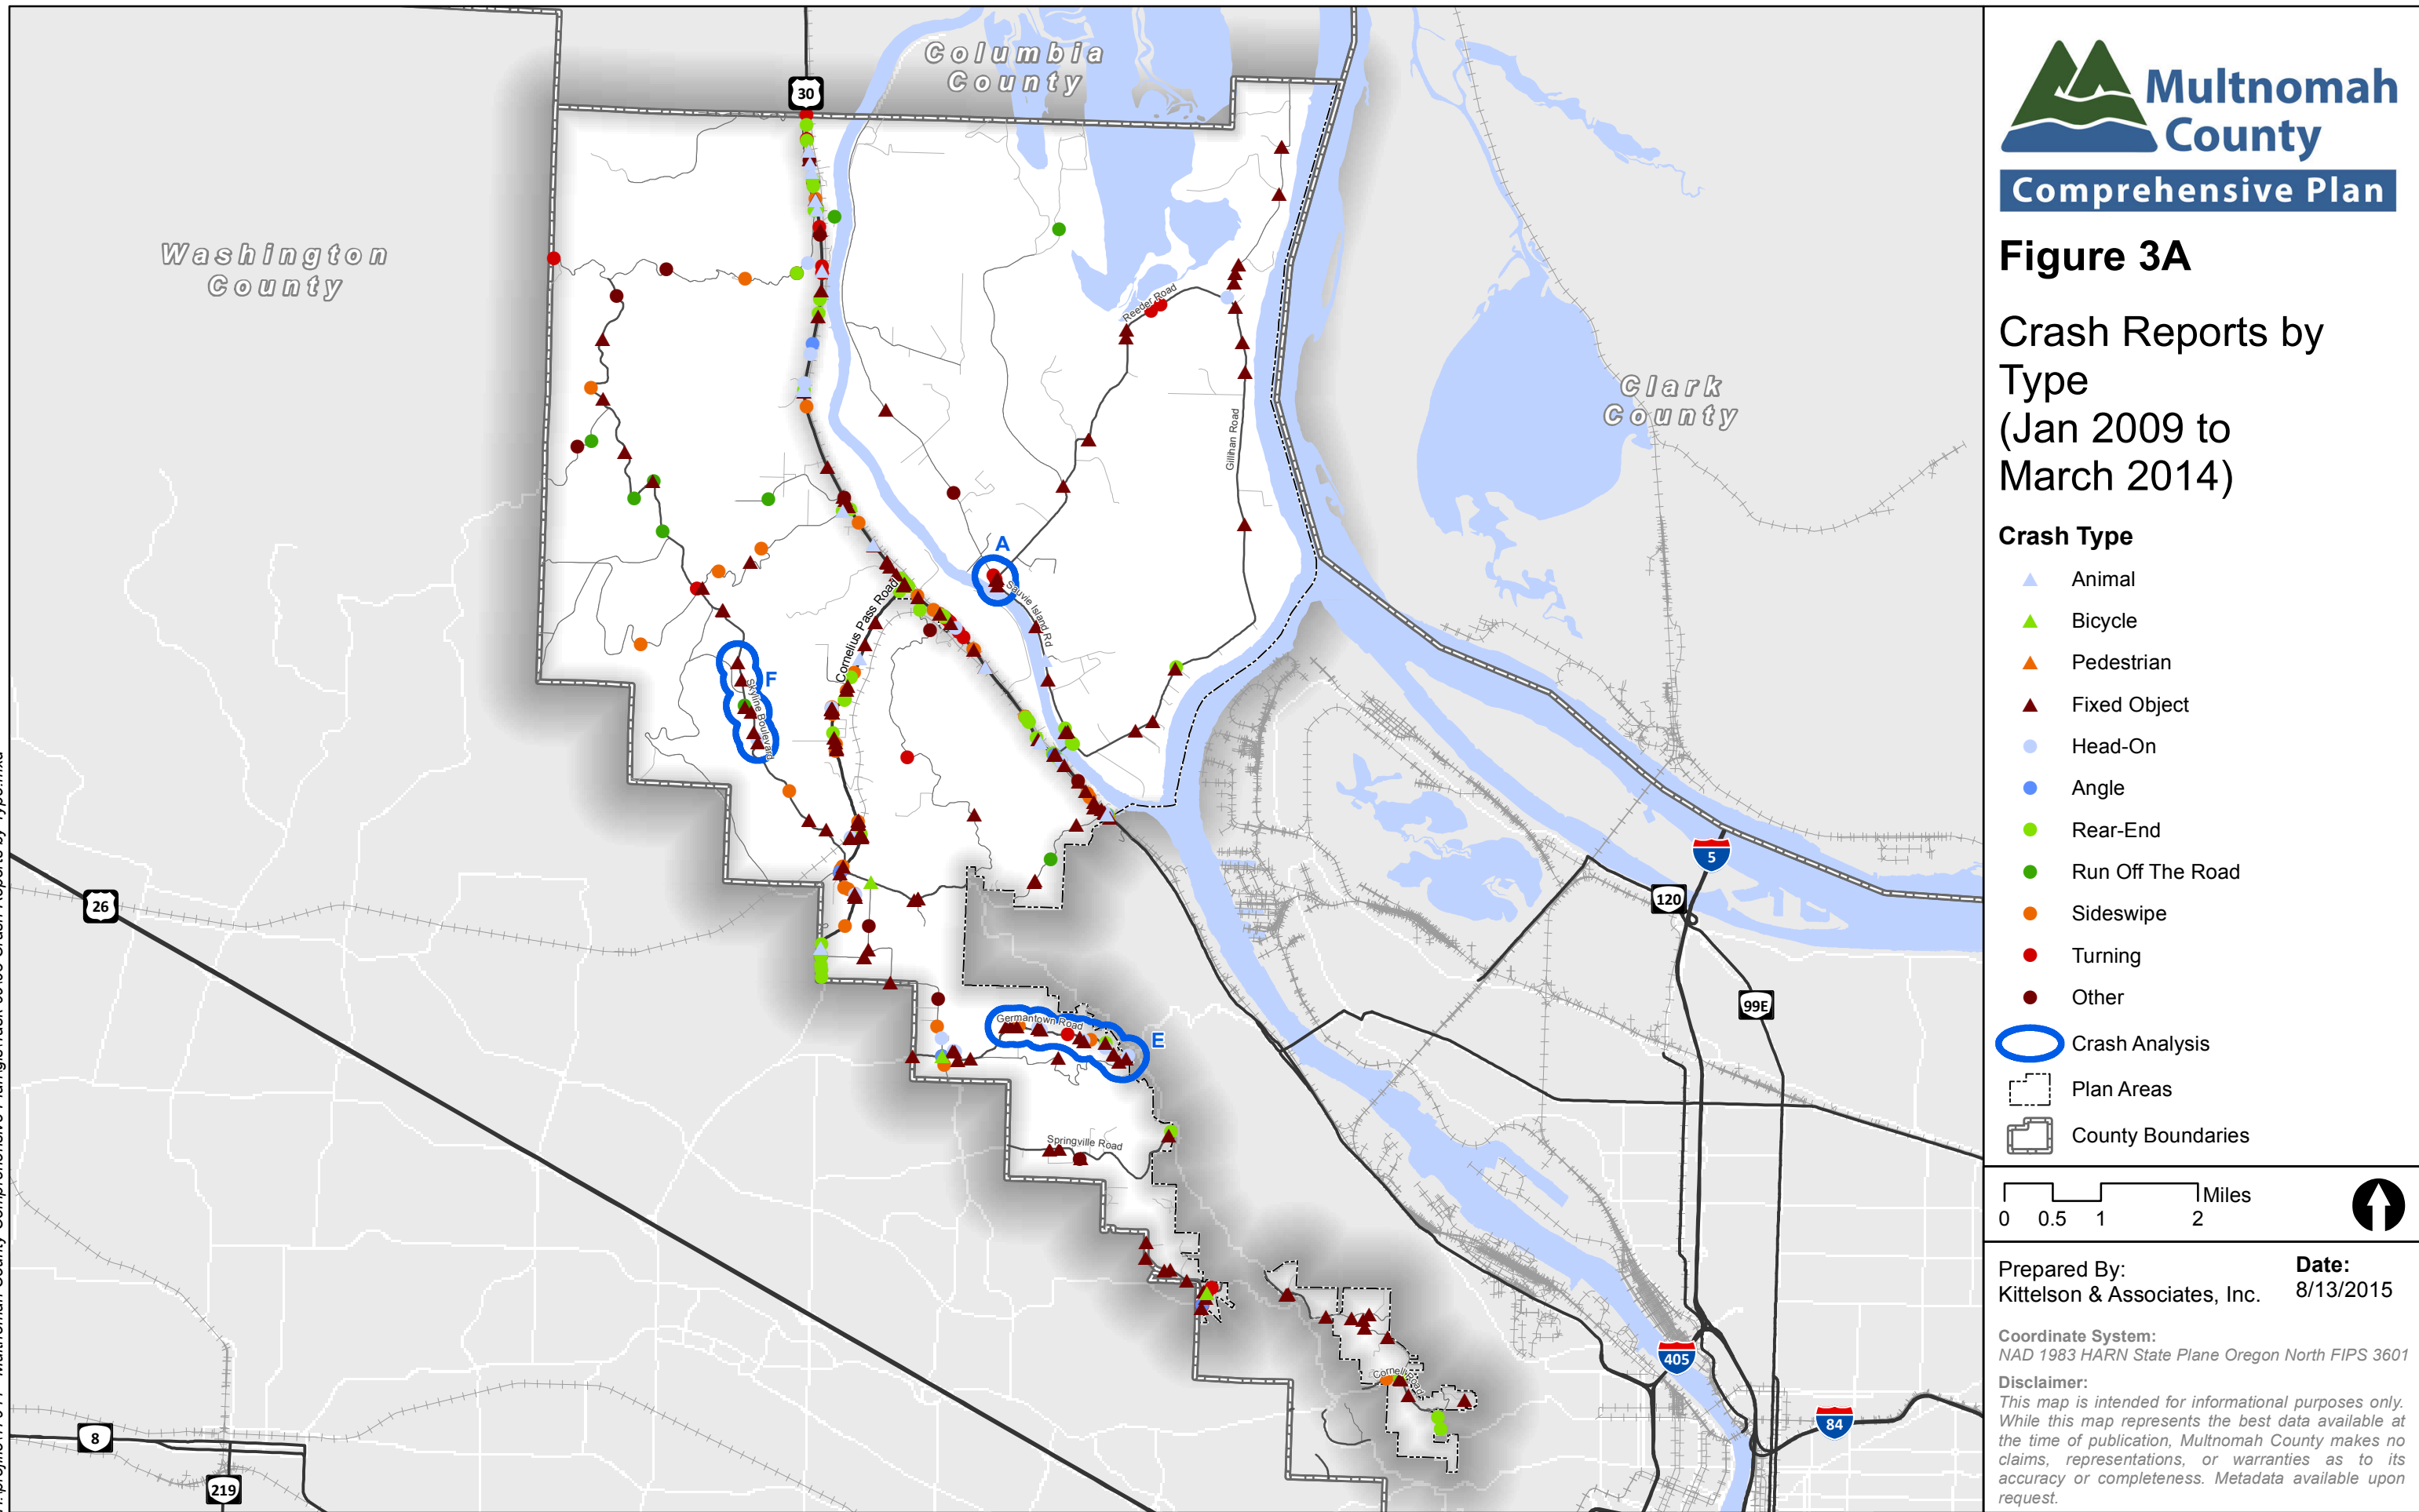 Columbia
County
30
Washington
County
Reeder Road
Clark
County
Gillihan Road
A
Sauvie Island Rd
Cornelius Pass Road
F
Skyline Boulevard
5
120
26
99E
Germantown Road
E
Springville Road
Cornell Road
405
84
8
219
Multnomah
County
Comprehensive Plan
Figure 3A
Crash Reports by
Type
(Jan 2009 to
March 2014)
Crash Type
Animal
Bicycle
Pedestrian
Fixed Object
Head-On
Angle
Rear-End
Run Off The Road
Sideswipe
Turning
Other
Crash Analysis
Plan Areas
County Boundaries
Miles
0 0.5 1 2
Prepared By:
Kittelson & Associates, Inc.
Date:
8/13/2015
Coordinate System:
NAD 1983 HARN State Plane Oregon North FIPS 3601
Disclaimer:
This map is intended for informational purposes only.
While this map represents the best data available at
the time of publication, Multnomah County makes no
claims, representations, or warranties as to its
accuracy or completeness. Metadata available upon
request.